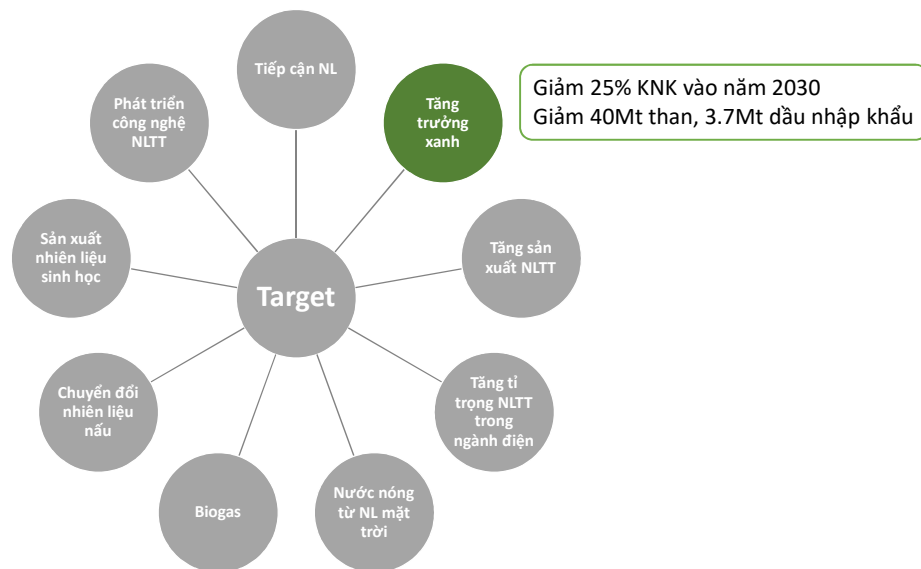 Tiếp cận NL
Tăng
trưởng
xanh
Giảm 25% KNK vào năm 2030
Giảm 40Mt than, 3.7Mt dầu nhập khẩu
Tăng sản
xuất NLTT
Tăng tỉ
trọng NLTT
trong
ngành điện
Nước nóng
từ NL mặt
trời
Biogas
Chuyển đổi
nhiên liệu
nấu
Sản xuất
nhiên liệu
sinh học
Phát triển
công nghệ
NLTT
Target